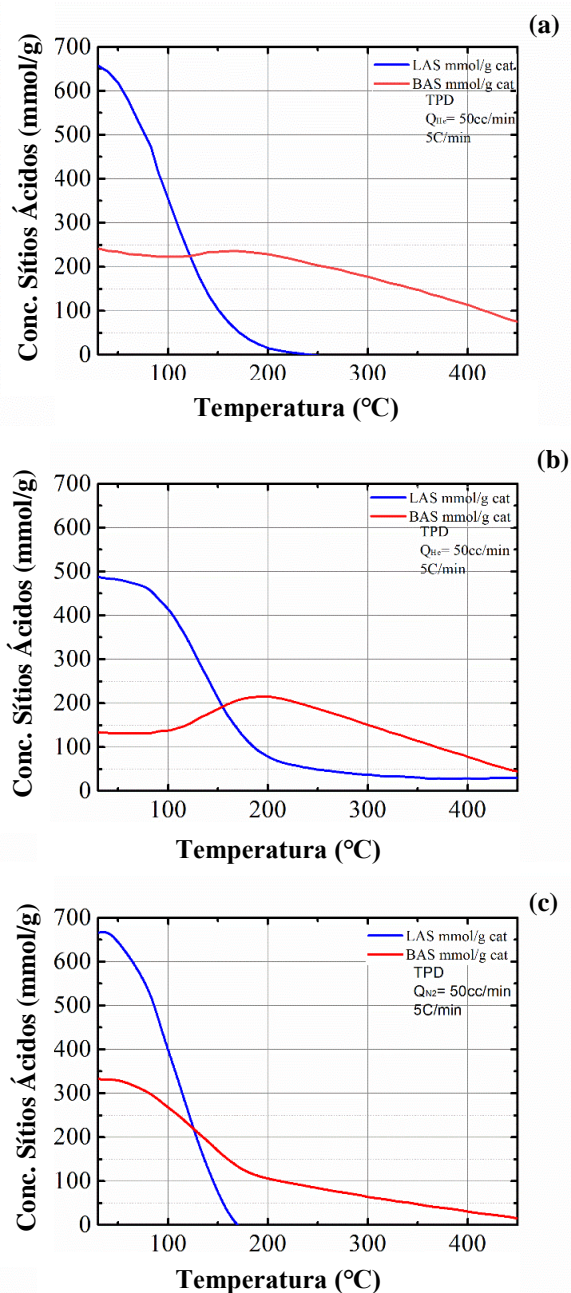 (a)
700
600
500
400
300
200
100
0
Conc. Sítios Ácidos (mmol/g)
LAS mmol/g cat
BAS mmol/g cat
TPD
QHe= 50cc/min
5C/min
100 200 300 400
Temperatura (°C)
(b)
700
600
500
400
300
200
100
0
Conc. Sítios Ácidos (mmol/g)
LAS mmol/g cat
BAS mmol/g cat
TPD
QHe= 50cc/min
5C/min
100 200 300 400
Temperatura (°C)
(c)
700
600
500
400
300
200
100
0
Conc. Sítios Ácidos (mmol/g)
LAS mmol/g cat
BAS mmol/g cat
TPD
QN2= 50cc/min
5C/min
100 200 300 400
Temperatura (°C)